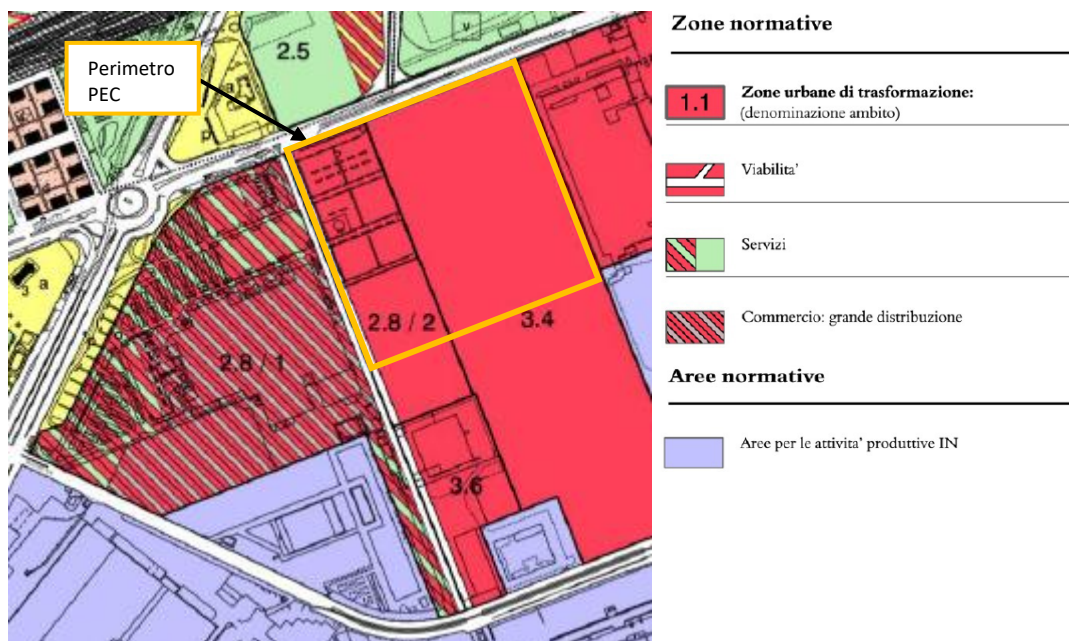 Perimetro
PEC
2.5
v
a
2.8 / 2
3.4
2.8 / 1
3
a
3.6
Zone normative
1.1
Zone urbane di trasformazione:
(denominazione ambito)
Viabilita'
Servizi
Commercio: grande distribuzione
Aree normative
Aree per le attivita' produttive IN